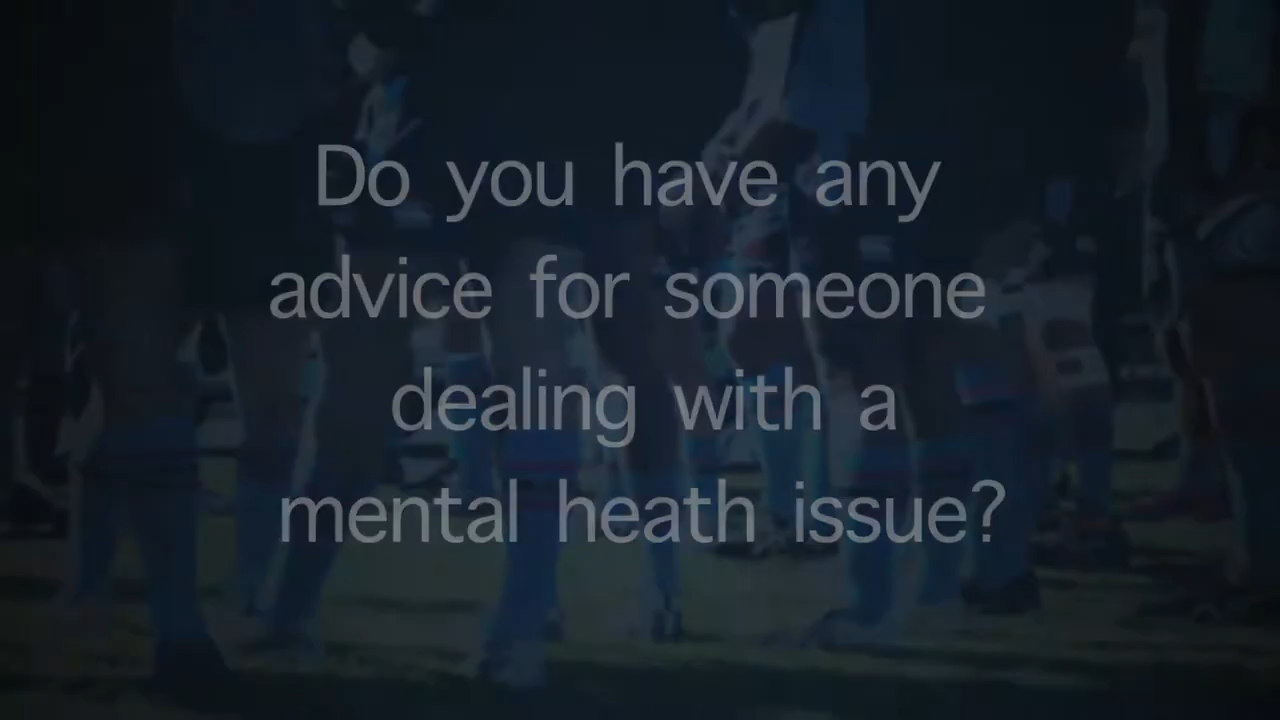 Do you have any
advice for someone
dealing with a
mental heath issue?